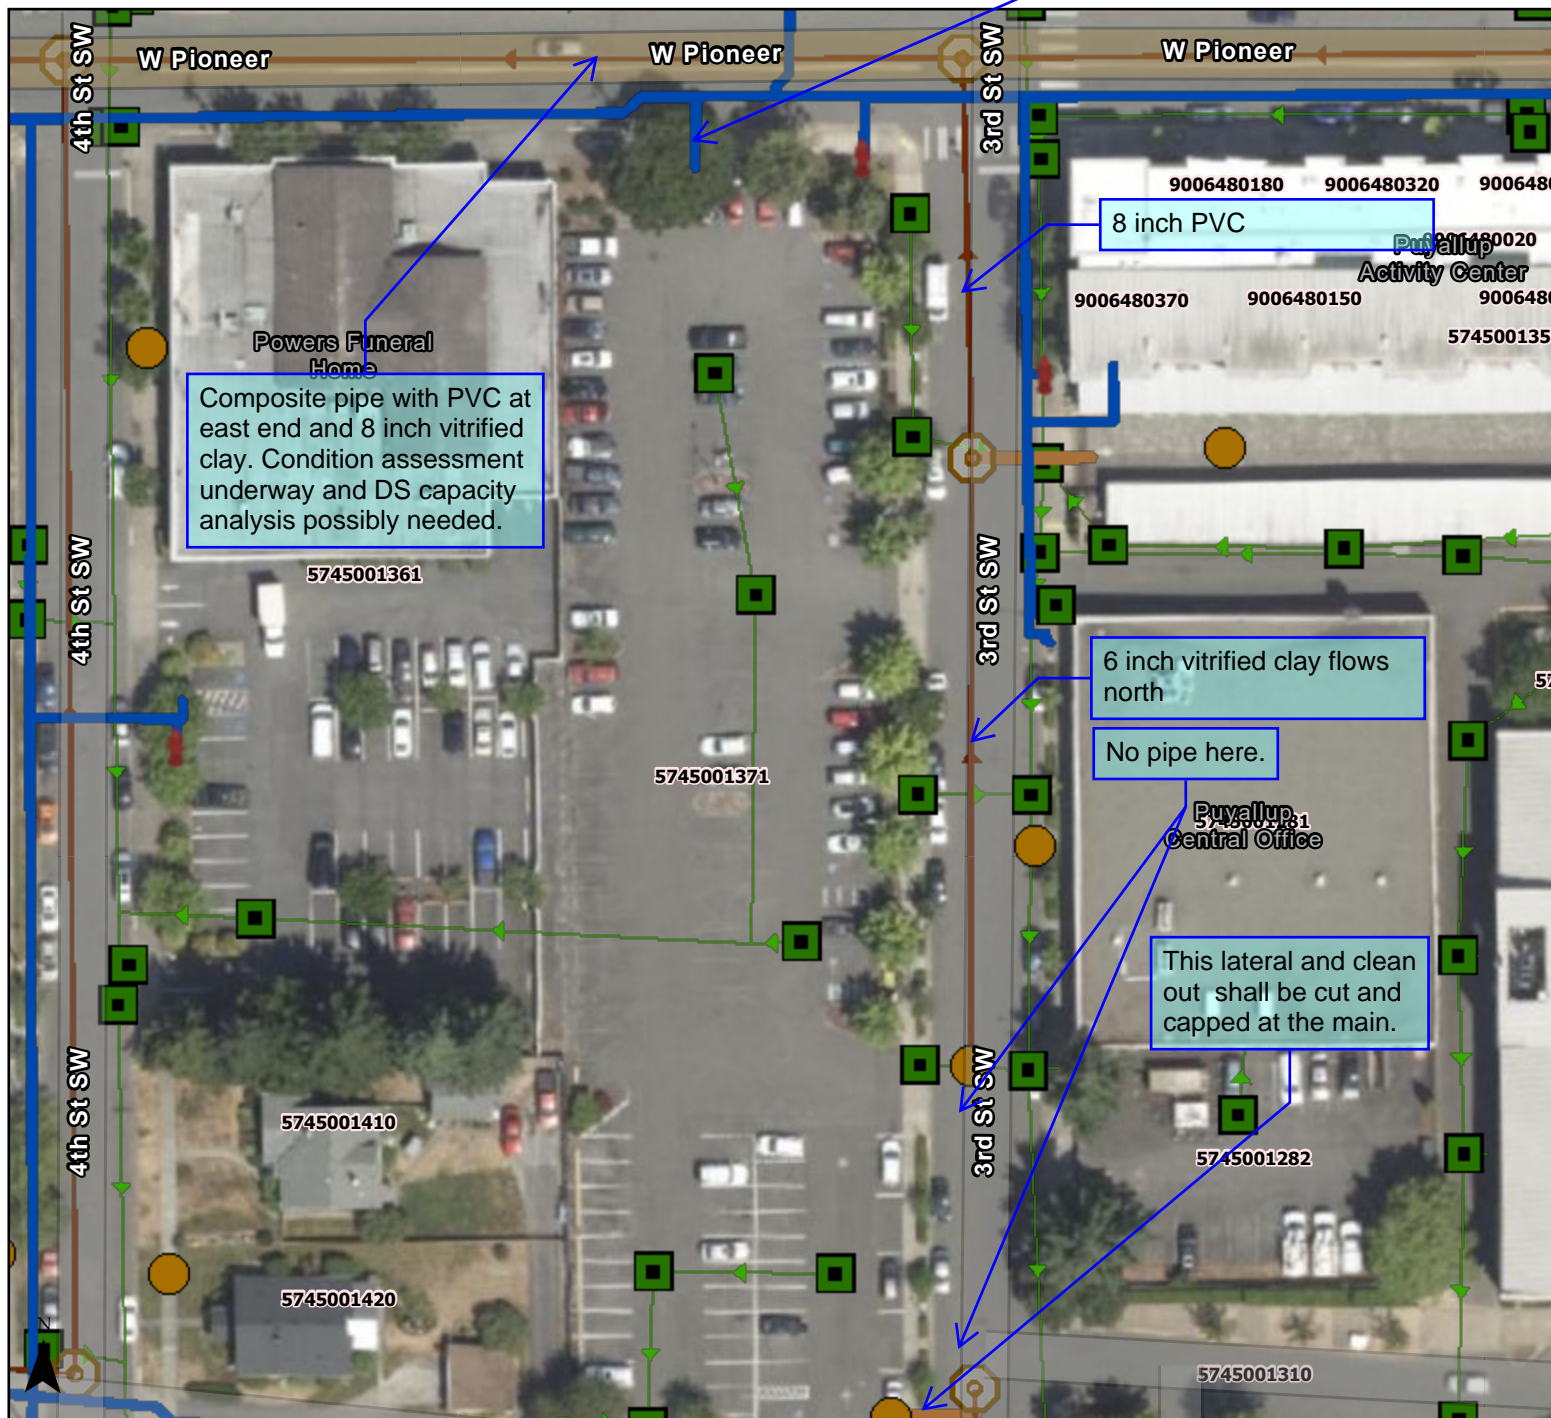 W Pioneer
W Pioneer
W Pioneer
4th St SW
3rd St SW
9006480180
9006480320
8 inch PVC
9006480020
Puyallup
Activity Center
9006480370
9006480150
574500135
Powers Funeral
Home
Composite pipe with PVC at
east end and 8 inch vitrified
clay. Condition assessment
underway and DS capacity
analysis possibly needed.
5745001361
4th St SW
3rd St SW
6 inch vitrified clay flows
north
No pipe here.
5745001371
Puyallup
Central Office
This lateral and clean
out shall be cut and
capped at the main.
4th St SW
3rd St SW
5745001410
5745001282
5745001420
5745001310
N